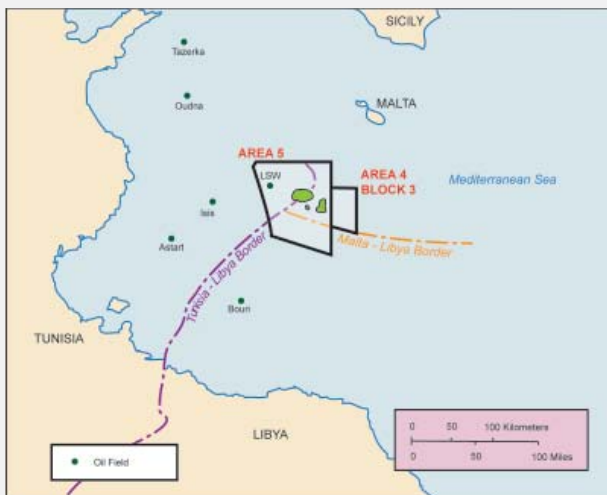 SICILY
Tazerka
Oudna
MALTA
AREA 5
LSW
AREA 4
BLOCK 3
Mediterranean Sea
Isis
Astart
Tunisia - Libya Border
Malta - Libya Border
Bouri
TUNISIA
LIBYA
Oil Field
0 50 100 Kilometers
0 50 100 Miles